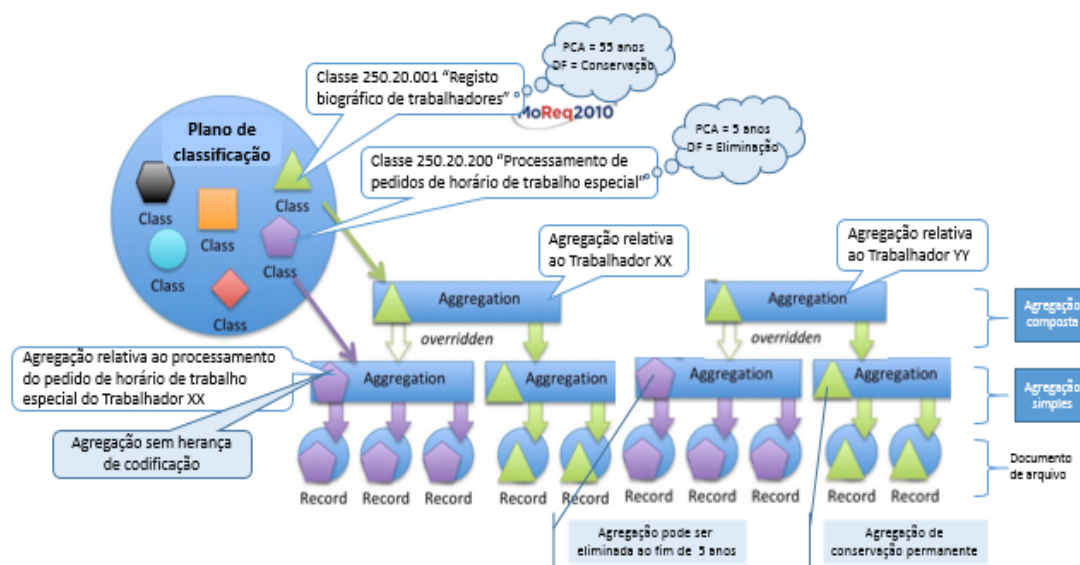 PCA = 55 anos
DF = Conservação
Classe 250.20.001 “Registo
biográfico de trabalhadores”
MoReq2010
PCA = 5 anos
DF = Eliminação
Plano de
classificação
Classe 250.20.200 “Processamento de
pedidos de horário de trabalho especial”
Class
Class
Class
Class
Class
Class
Agregação relativa
ao Trabalhador XX
Agregação relativa
ao Trabalhador YY
Aggregation
Aggregation
Agregação
composta
overridden
overridden
Agregação relativa ao processamento
do pedido de horário de trabalho
especial do Trabalhador XX
Aggregation
Aggregation
Aggregation
Aggregation
Agregação
simples
Agregação sem herança
de codificação
Documento
de arquivo
Record
Record
Record
Record
Record
Record
Record
Record
Record
Record
Agregação pode ser
eliminada ao fim de 5 anos
Agregação de
conservação permanente